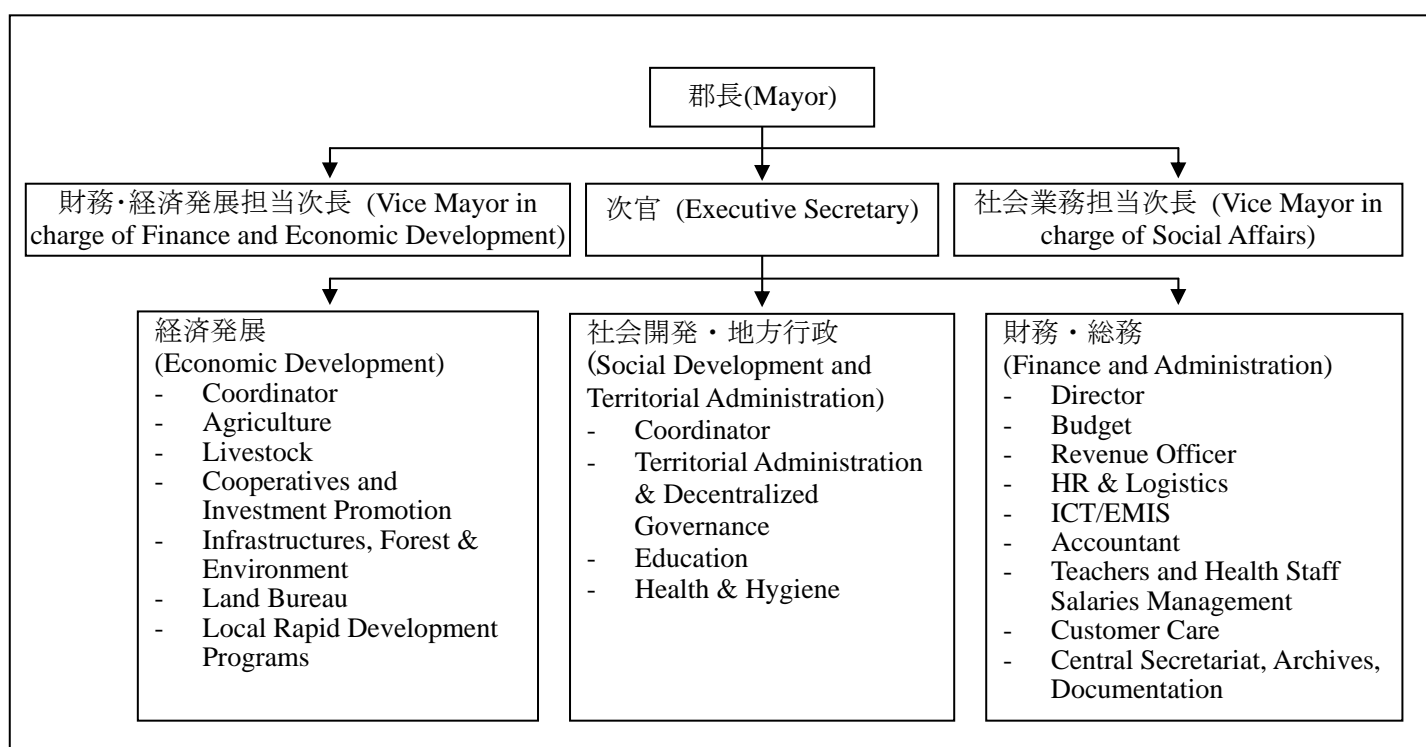 郡長(Mayor)
財務・経済発展担当次長 (Vice Mayor in
charge of Finance and Economic Development)
次官 (Executive Secretary)
社会業務担当次長 (Vice Mayor in
charge of Social Affairs)
経済発展
(Economic Development)
- Coordinator
- Agriculture
- Livestock
- Cooperatives and
Investment Promotion
- Infrastructures, Forest &
Environment
- Land Bureau
- Local Rapid Development
Programs
社会開発・地方行政
(Social Development and
Territorial Administration)
- Coordinator
- Territorial Administration
& Decentralized
Governance
- Education
- Health & Hygiene
財務・総務
(Finance and Administration)
- Director
- Budget
- Revenue Officer
- HR & Logistics
- ICT/EMIS
- Accountant
- Teachers and Health Staff
Salaries Management
- Customer Care
- Central Secretariat, Archives,
Documentation